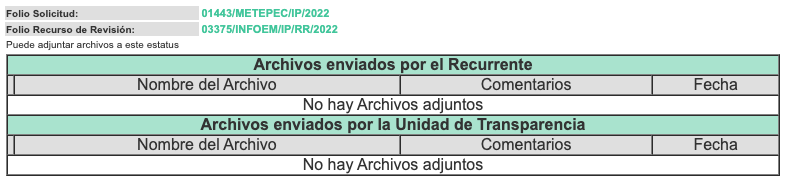 Folio Solicitud: 01443/METEPEC/IP/2022
Folio Recurso de Revisión: 03375/INFOEM/IP/RR/2022
Puede adjuntar archivos a este estatus
Archivos enviados por el Recurrente
Nombre del Archivo Comentarios Fecha
No hay Archivos adjuntos
Archivos enviados por la Unidad de Transparencia
Nombre del Archivo Comentarios Fecha
No hay Archivos adjuntos